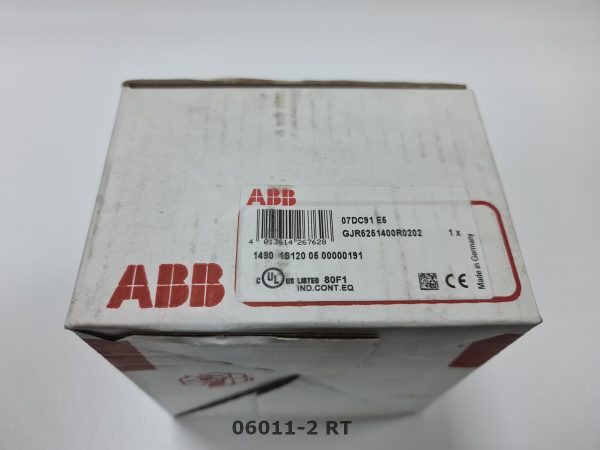 ABB
ABB
07DC91 E5
GJR5251400R0202
1 x
4 013614 267628
1490 1S120 05 00000191
C UL US LISTED 80F1
IND.CONT.EQ
CE
Made in Germany
06011-2 RT